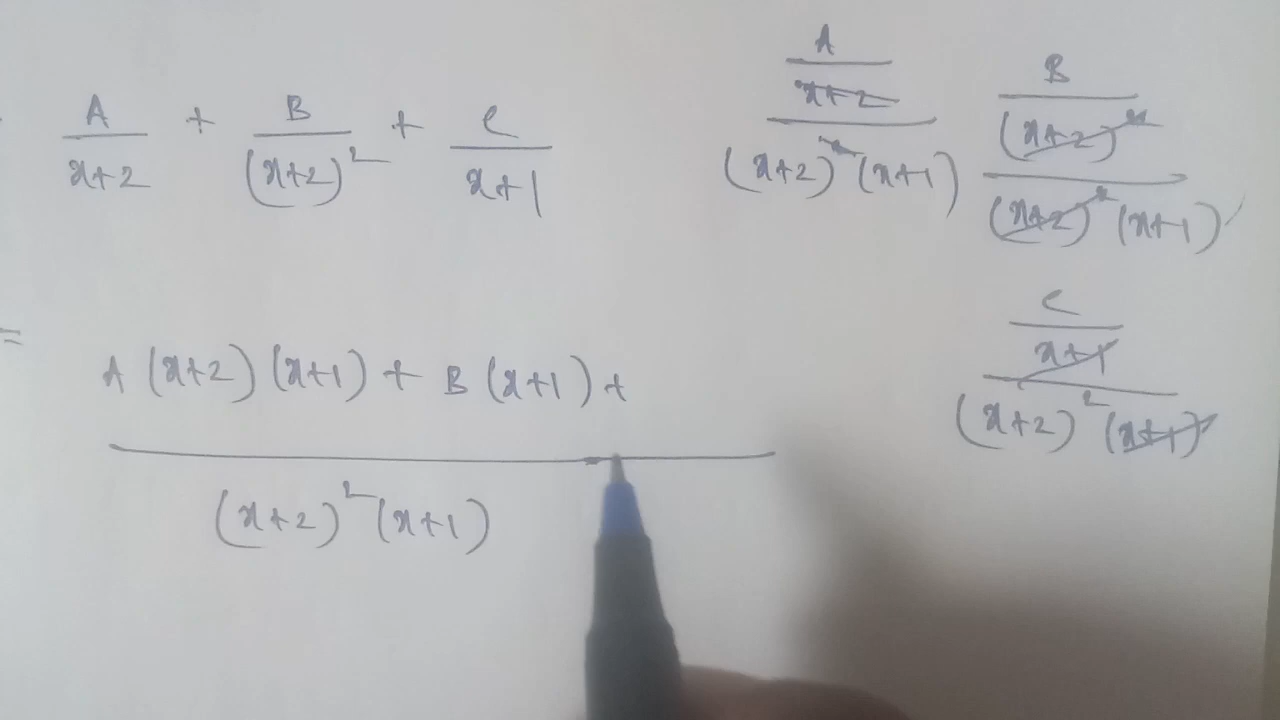 A/(x+2) + B/(x+2)² + C/(x+1)
= (A(x+2)(x+1) + B(x+1) +)/((x+2)²(x+1))
A
x+2
(x+2)²(x+1)
B
(x+2)²
(x+2)²(x+1)
C
x+1
(x+2)²(x+1)